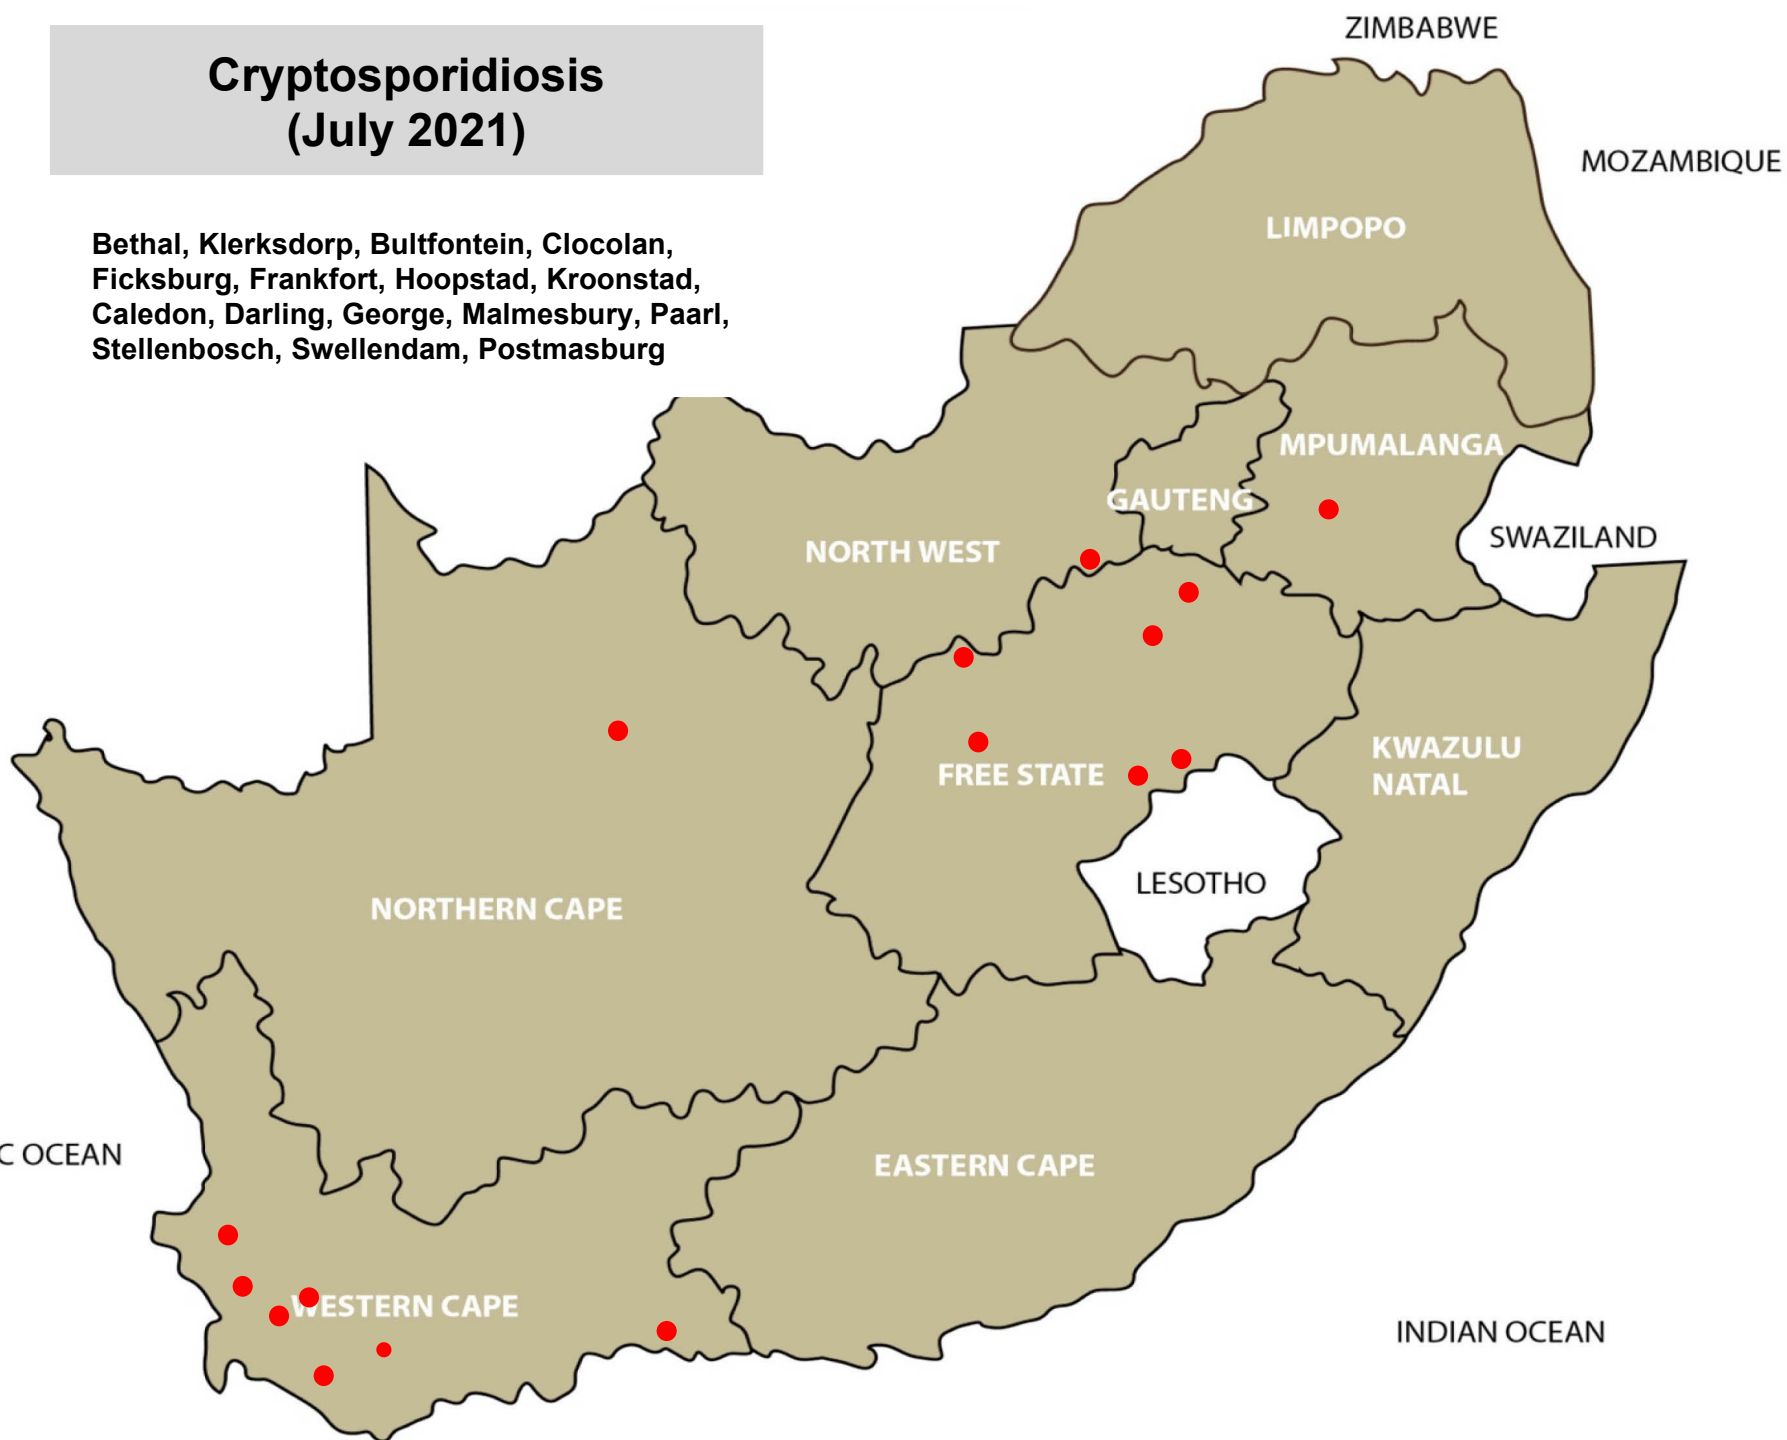 Cryptosporidiosis
(July 2021)
Bethal, Klerksdorp, Bultfontein, Clocolan,
Ficksburg, Frankfort, Hoopstad, Kroonstad,
Caledon, Darling, George, Malmesbury, Paarl,
Stellenbosch, Swellendam, Postmasburg
ZIMBABWE
MOZAMBIQUE
LIMPOPO
MPUMALANGA
GAUTENG
SWAZILAND
NORTH WEST
KWAZULU
NATAL
FREE STATE
LESOTHO
NORTHERN CAPE
C OCEAN
EASTERN CAPE
WESTERN CAPE
INDIAN OCEAN